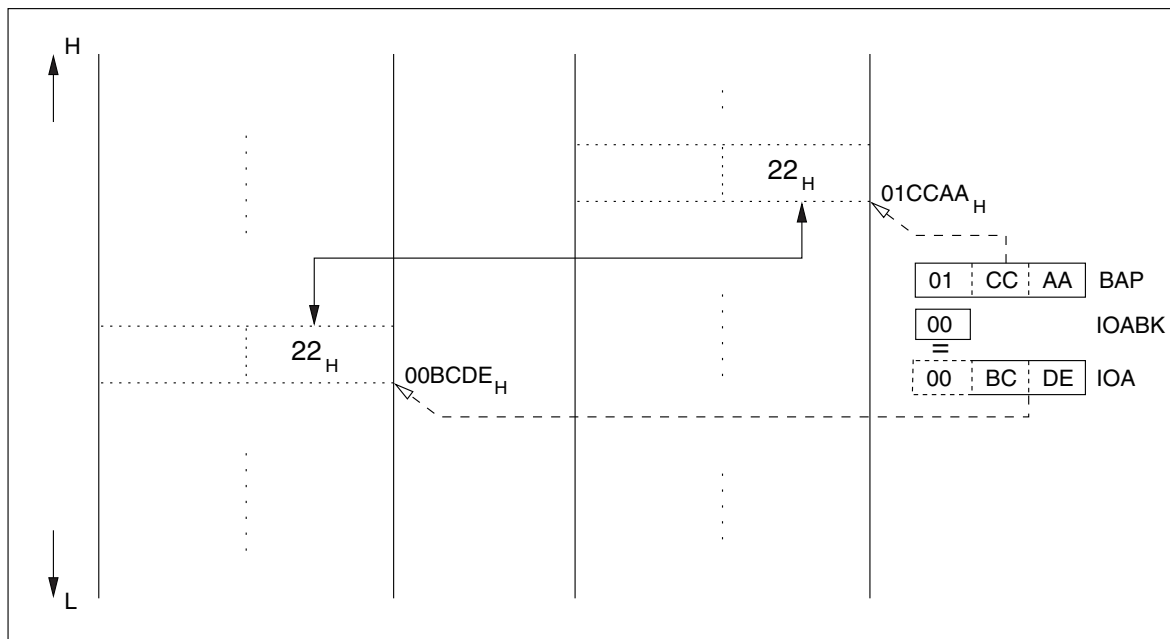 H
22H
01CCAAH
01 CC AA BAP
00 IOABK
=
22H
00BCDEH
00 BC DE IOA
L